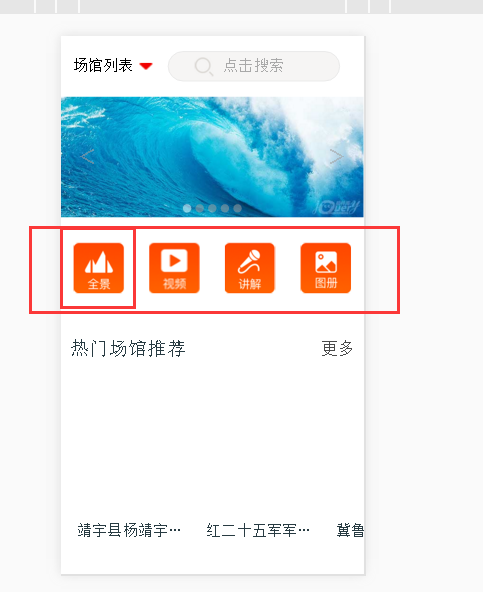 场馆列表 点击搜索
全景 视频 讲解 图册
热门场馆推荐 更多
靖宇县杨靖宇… 红二十五军军… 冀鲁